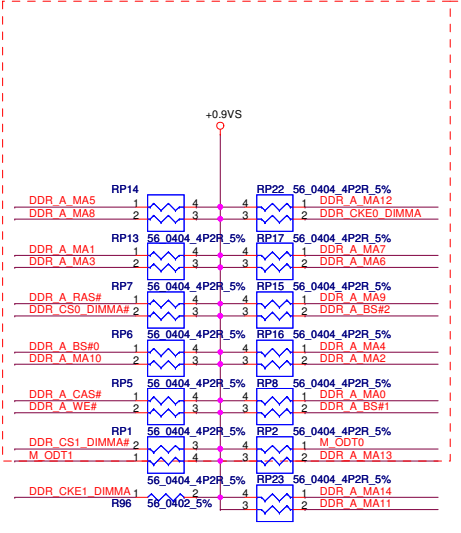 +0.9VS
RP14 RP22 56_0404_4P2R_5%
DDR_A_MA5 1 4 4 1 DDR_A_MA12
DDR_A_MA8 2 3 3 2 DDR_CKE0_DIMMA
RP13 56_0404_4P2R_5% RP17 56_0404_4P2R_5%
DDR_A_MA1 1 4 4 1 DDR_A_MA7
DDR_A_MA3 2 3 3 2 DDR_A_MA6
RP7 56_0404_4P2R_5% RP15 56_0404_4P2R_5%
DDR_A_RAS# 1 4 4 1 DDR_A_MA9
DDR_CS0_DIMMA# 2 3 3 2 DDR_A_BS#2
RP6 56_0404_4P2R_5% RP16 56_0404_4P2R_5%
DDR_A_BS#0 1 4 4 1 DDR_A_MA4
DDR_A_MA10 2 3 3 2 DDR_A_MA2
RP5 56_0404_4P2R_5% RP8 56_0404_4P2R_5%
DDR_A_CAS# 1 4 4 1 DDR_A_MA0
DDR_A_WE# 2 3 3 2 DDR_A_BS#1
RP1 56_0404_4P2R_5% RP2 56_0404_4P2R_5%
DDR_CS1_DIMMA# 2 3 4 1 M_ODT0
M_ODT1 1 4 3 2 DDR_A_MA13
56_0404_4P2R_5% RP23 56_0404_4P2R_5%
DDR_CKE1_DIMMA 1 2 4 1 DDR_A_MA14
R96 56_0402_5% 3 2 DDR_A_MA11